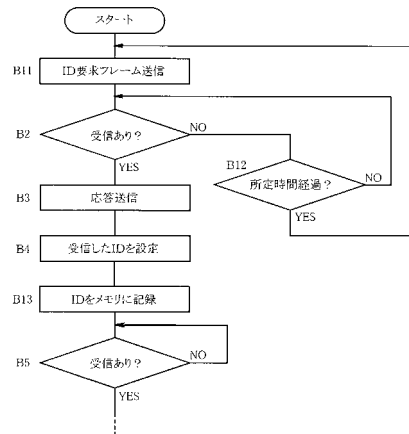 スタート
B11 ID要求フレーム送信
B2 受信あり? NO
YES
B12 所定時間経過? NO
YES
B3 応答送信
B4 受信したIDを設定
B13 IDをメモリに記録
B5 受信あり? NO
YES